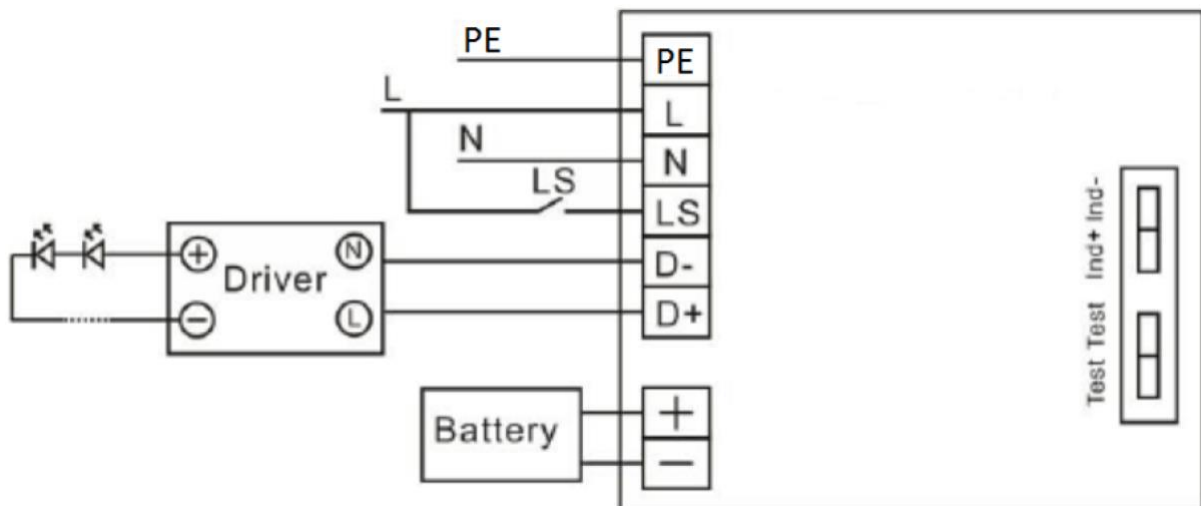 PE PE
L L
N N
LS LS
+ N D-
Driver
- L D+
Battery +
-
Ind+ Ind-
Test Test